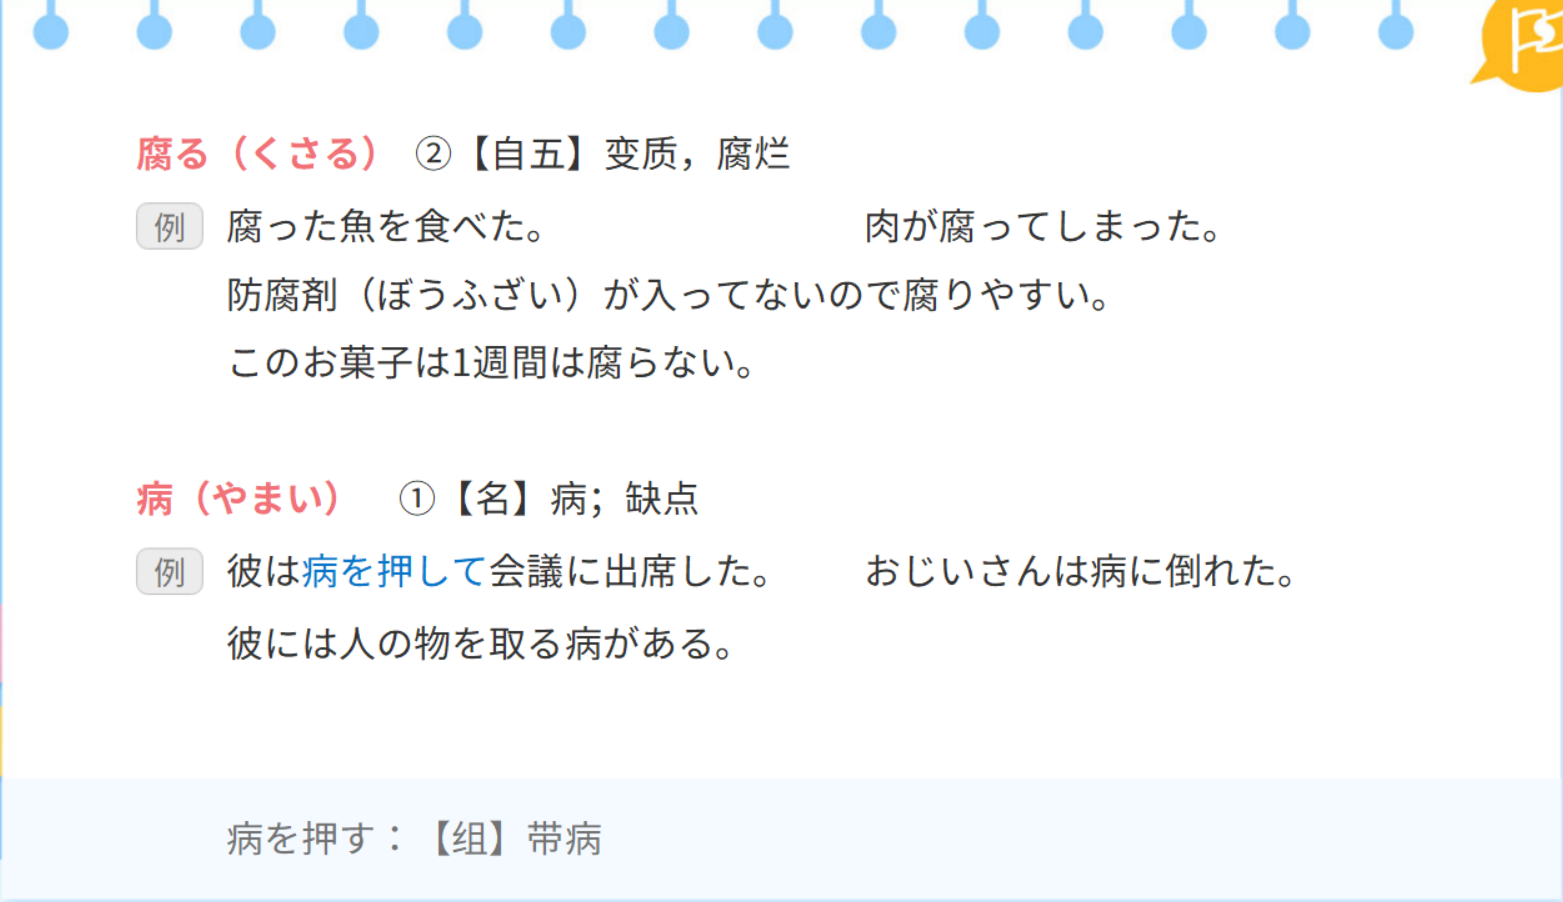 腐る（くさる） ②【自五】变质，腐烂
例 腐った魚を食べた。 肉が腐ってしまった。
防腐剤（ぼうふざい）が入ってないので腐りやすい。
このお菓子は1週間は腐らない。
病（やまい） ①【名】病；缺点
例 彼は病を押して会議に出席した。 おじいさんは病に倒れた。
彼には人の物を取る病がある。
病を押す：【组】带病